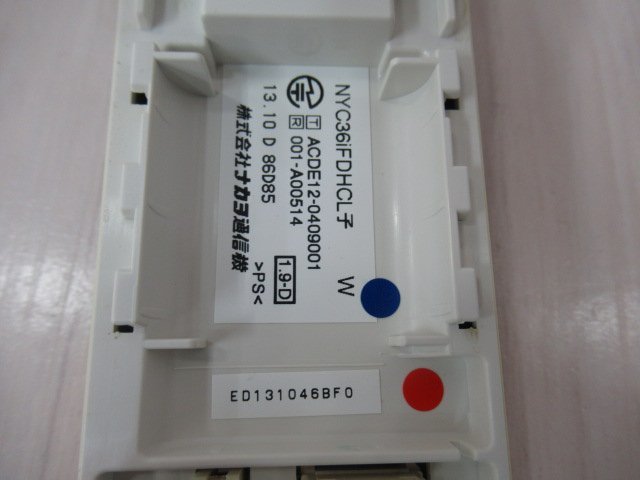 NYC36iFDHCL子 W
T ACDE12-0409001
R 001-A00514
1.9-D
13.10 D 86D85
>PS<
株式会社ナカヨ通信機
ED131046BF0